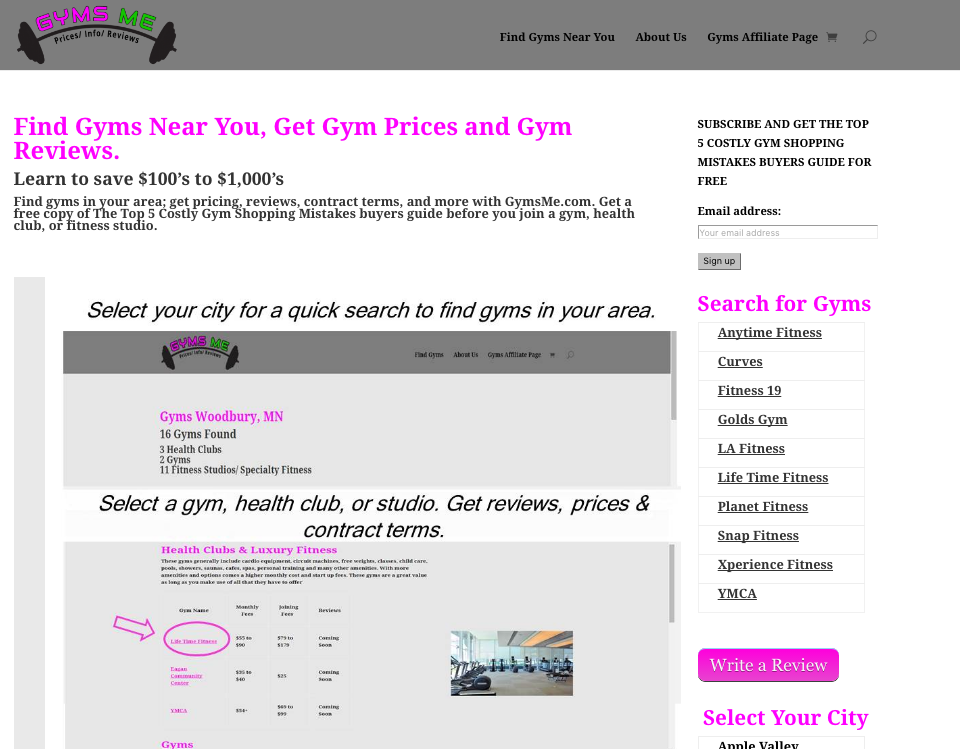 GYMS ME
Prices/ Info/ Reviews
Find Gyms Near You
About Us
Gyms Affiliate Page
Find Gyms Near You, Get Gym Prices and Gym
Reviews.
Learn to save $100’s to $1,000’s
Find gyms in your area; get pricing, reviews, contract terms, and more with GymsMe.com. Get a
free copy of The Top 5 Costly Gym Shopping Mistakes buyers guide before you join a gym, health
club, or fitness studio.
Select your city for a quick search to find gyms in your area.
GYMS ME
Prices/ Info/ Reviews
Find Gyms
About Us
Gyms Affiliate Page
Gyms Woodbury, MN
16 Gyms Found
3 Health Clubs
2 Gyms
11 Fitness Studios/ Specialty Fitness
Select a gym, health club, or studio. Get reviews, prices &
contract terms.
Health Clubs & Luxury Fitness
These gyms generally include cardio equipment, circuit machines, free weights, classes, child care,
pools, showers, saunas, cafes, spas, personal training and many other amenities. With more
amenities and options comes a higher monthly cost and start up fees. These gyms are a great value
as long as you make use of all that they have to offer
Gym Name
Monthly
Fees
Joining
Fees
Reviews
Life Time Fitness
$55 to
$90
$79 to
$179
Coming
Soon
Eagan
Community
Center
$35 to
$40
$25
Coming
Soon
YMCA
$54+
$69 to
$99
Coming
Soon
Gyms
SUBSCRIBE AND GET THE TOP
5 COSTLY GYM SHOPPING
MISTAKES BUYERS GUIDE FOR
FREE
Email address:
Your email address
Sign up
Search for Gyms
Anytime Fitness
Curves
Fitness 19
Golds Gym
LA Fitness
Life Time Fitness
Planet Fitness
Snap Fitness
Xperience Fitness
YMCA
Write a Review
Select Your City
Apple Valley